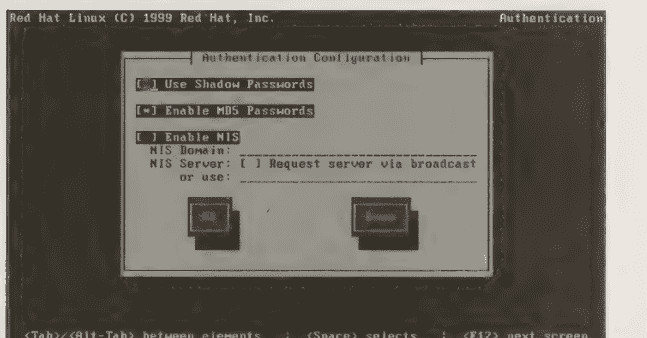 Red Hat Linux (C) 1999 Red Hat, Inc. Authentication
Authentication Configuration
[*] Use Shadow Passwords
[*] Enable MD5 Passwords
[ ] Enable NIS
NIS Domain:
NIS Server: [ ] Request server via broadcast
or use:
<Tab>/<Alt-Tab> between elements | <Space> selects | <F12> next screen